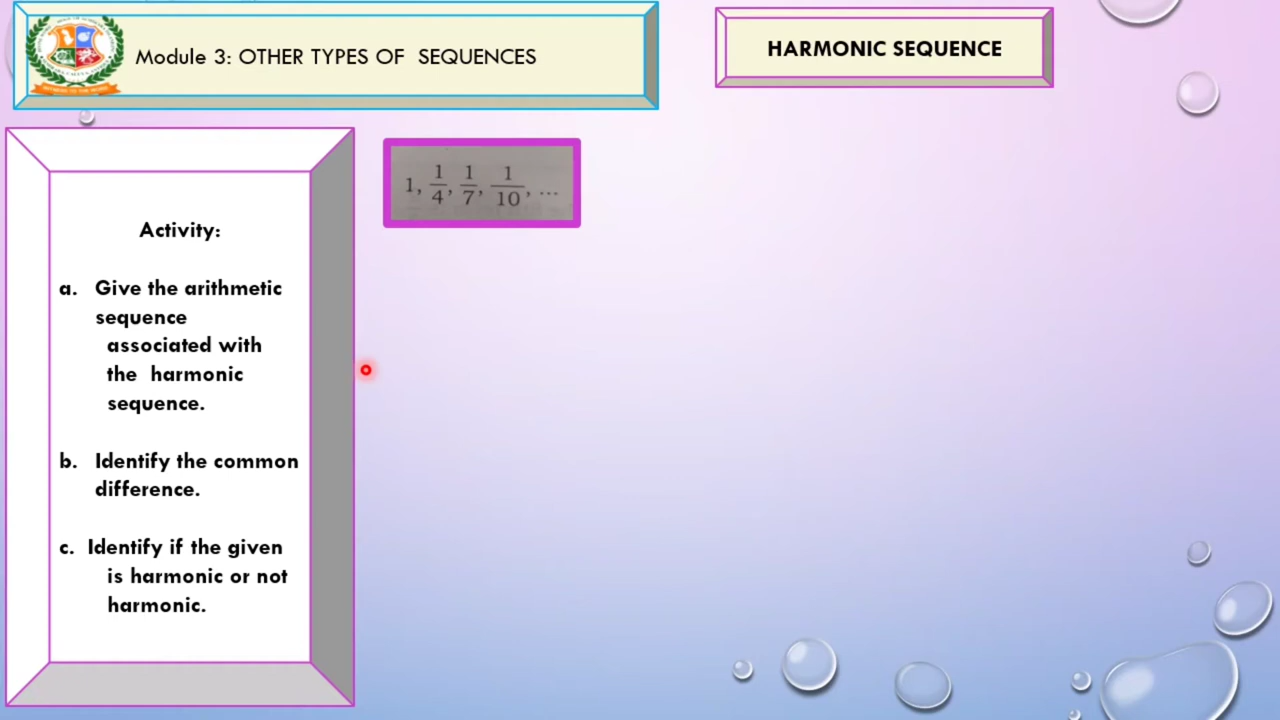 Module 3: OTHER TYPES OF SEQUENCES
HARMONIC SEQUENCE
1, 1/4, 1/7, 1/10, ...
Activity:
a. Give the arithmetic
sequence
associated with
the harmonic
sequence.
b. Identify the common
difference.
c. Identify if the given
is harmonic or not
harmonic.